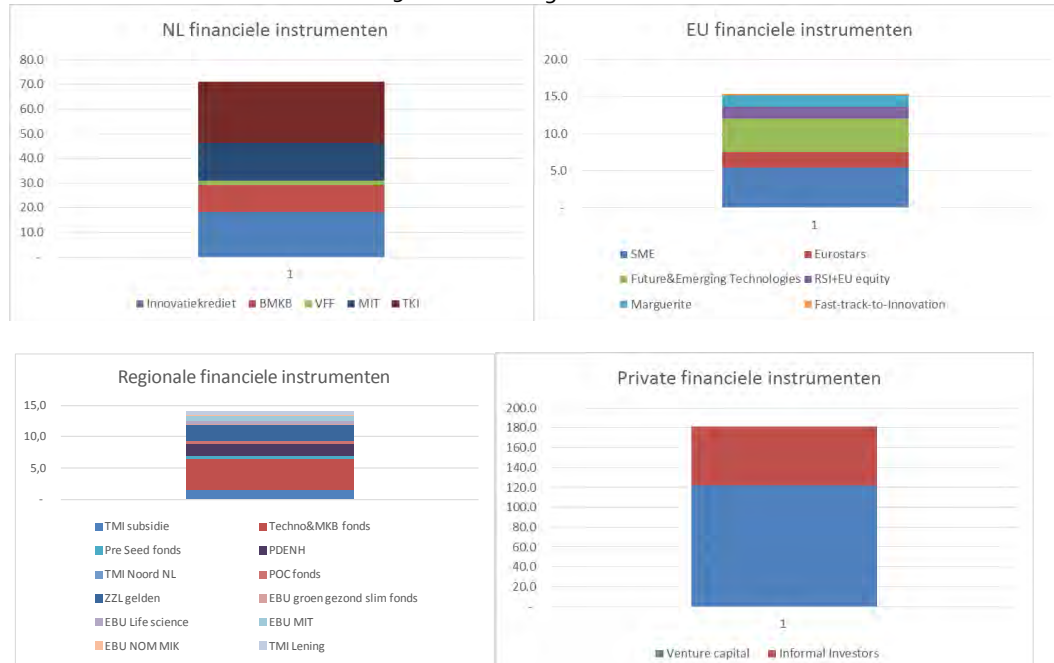 NL financiele instrumenten
80.0
70.0
60.0
50.0
40.0
30.0
20.0
10.0
-
1
Innovatiekrediet BMKB VFF MIT TKI
EU financiele instrumenten
20.0
15.0
10.0
5.0
-
1
SME Eurostars
Future&Emerging Technologies RSI+EU equity
Marguerite Fast-track-to-Innovation
Regionale financiele instrumenten
15,0
10,0
5,0
-
TMI subsidie Techno&MKB fonds
Pre Seed fonds PDENH
TMI Noord NL POC fonds
ZZL gelden EBU groen gezond slim fonds
EBU Life science EBU MIT
EBU NOM MIK TMI Lening
Private financiele instrumenten
200.0
180.0
160.0
140.0
120.0
100.0
80.0
60.0
40.0
20.0
-
1
Venture capital Informal Investors